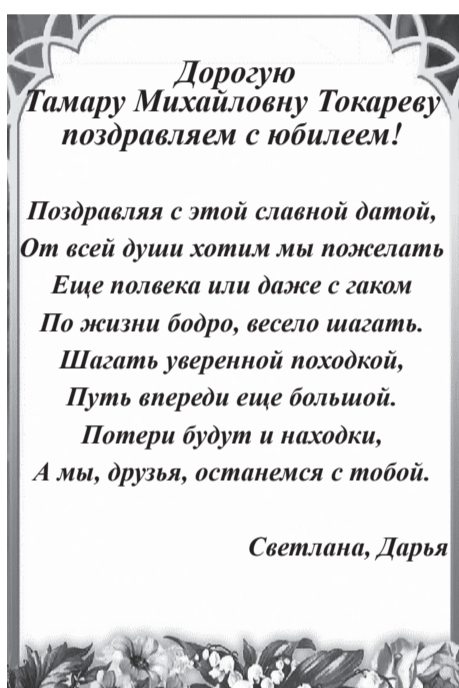 Дорогую
Тамару Михайловну Токареву
поздравляем с юбилеем!
Поздравляя с этой славной датой,
От всей души хотим мы пожелать
Еще полвека или даже с гаком
По жизни бодро, весело шагать.
Шагать уверенной походкой,
Путь впереди еще большой.
Потери будут и находки,
А мы, друзья, останемся с тобой.
Светлана, Дарья